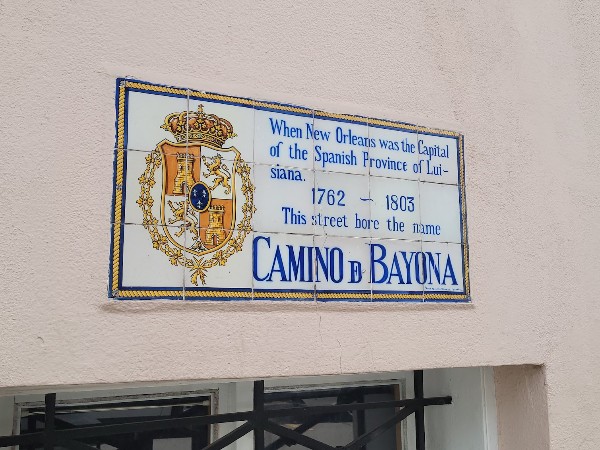 When New Orleans was the Capital
of the Spanish Province of Lui-
siana.
1762 ~ 1803
This street bore the name
CAMINO D BAYONA